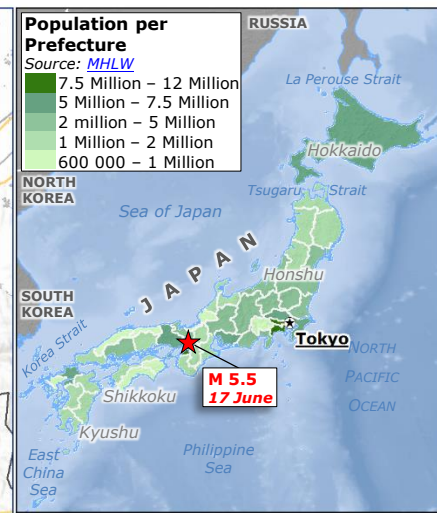 Population per
Prefecture
Source: MHLW
7.5 Million – 12 Million
5 Million – 7.5 Million
2 million – 5 Million
1 Million – 2 Million
600 000 – 1 Million
RUSSIA
La Perouse Strait
Hokkaido
NORTH
KOREA
Tsugaru Strait
Sea of Japan
JAPAN
Honshu
SOUTH
KOREA
Korea Strait
Tokyo
NORTH
PACIFIC
OCEAN
M 5.5
17 June
Shikkoku
Kyushu
East
China
Sea
Philippine
Sea